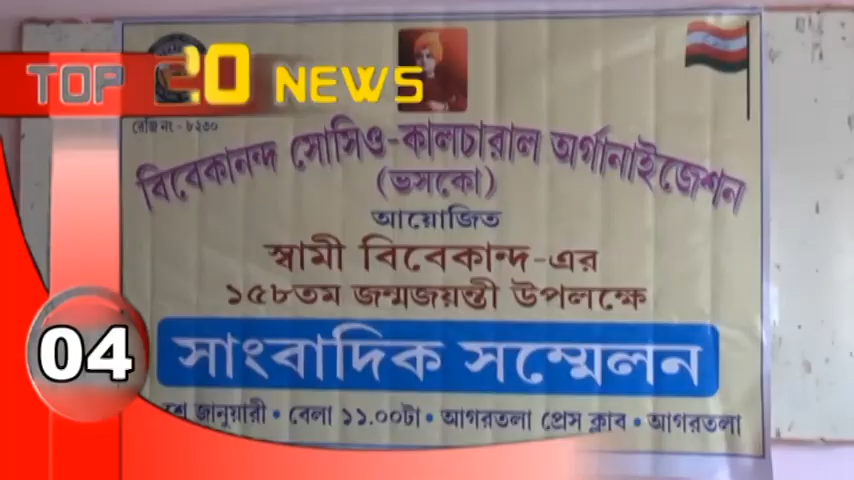 TOP 20 NEWS
রেজি নং - ৮২৩০
বিবেকানন্দ সোসিও-কালচারাল অর্গানাইজেশন
(ভসকো)
আয়োজিত
স্বামী বিবেকান্দ-এর
১৫৮তম জন্মজয়ন্তী উপলক্ষে
04
সাংবাদিক সম্মেলন
জানুয়ারী • বেলা ১১.০০টা • আগরতলা প্রেস ক্লাব • আগরতলা